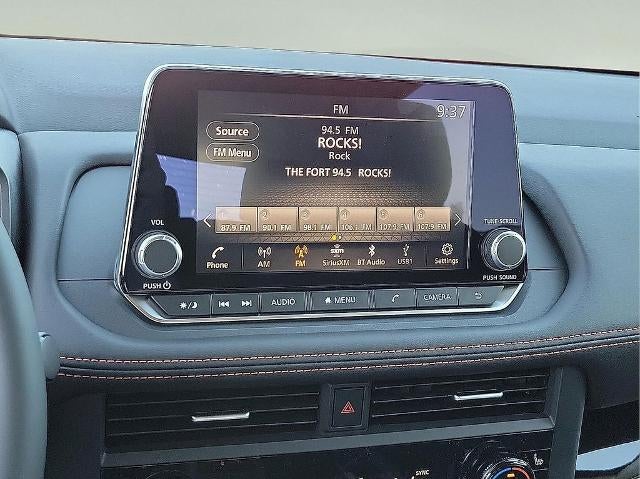 FM
9:37
Source
94.5 FM
ROCKS!
FM Menu
Rock
THE FORT 94.5 ROCKS!
87.9 FM 90.1 FM 98.1 FM 106.1 FM 107.9 FM 107.9 FM
VOL
TUNE·SCROLL
Phone AM FM SiriusXM BT Audio USB1 Settings
PUSH
PUSH SOUND
AUDIO MENU CAMERA
SYNC